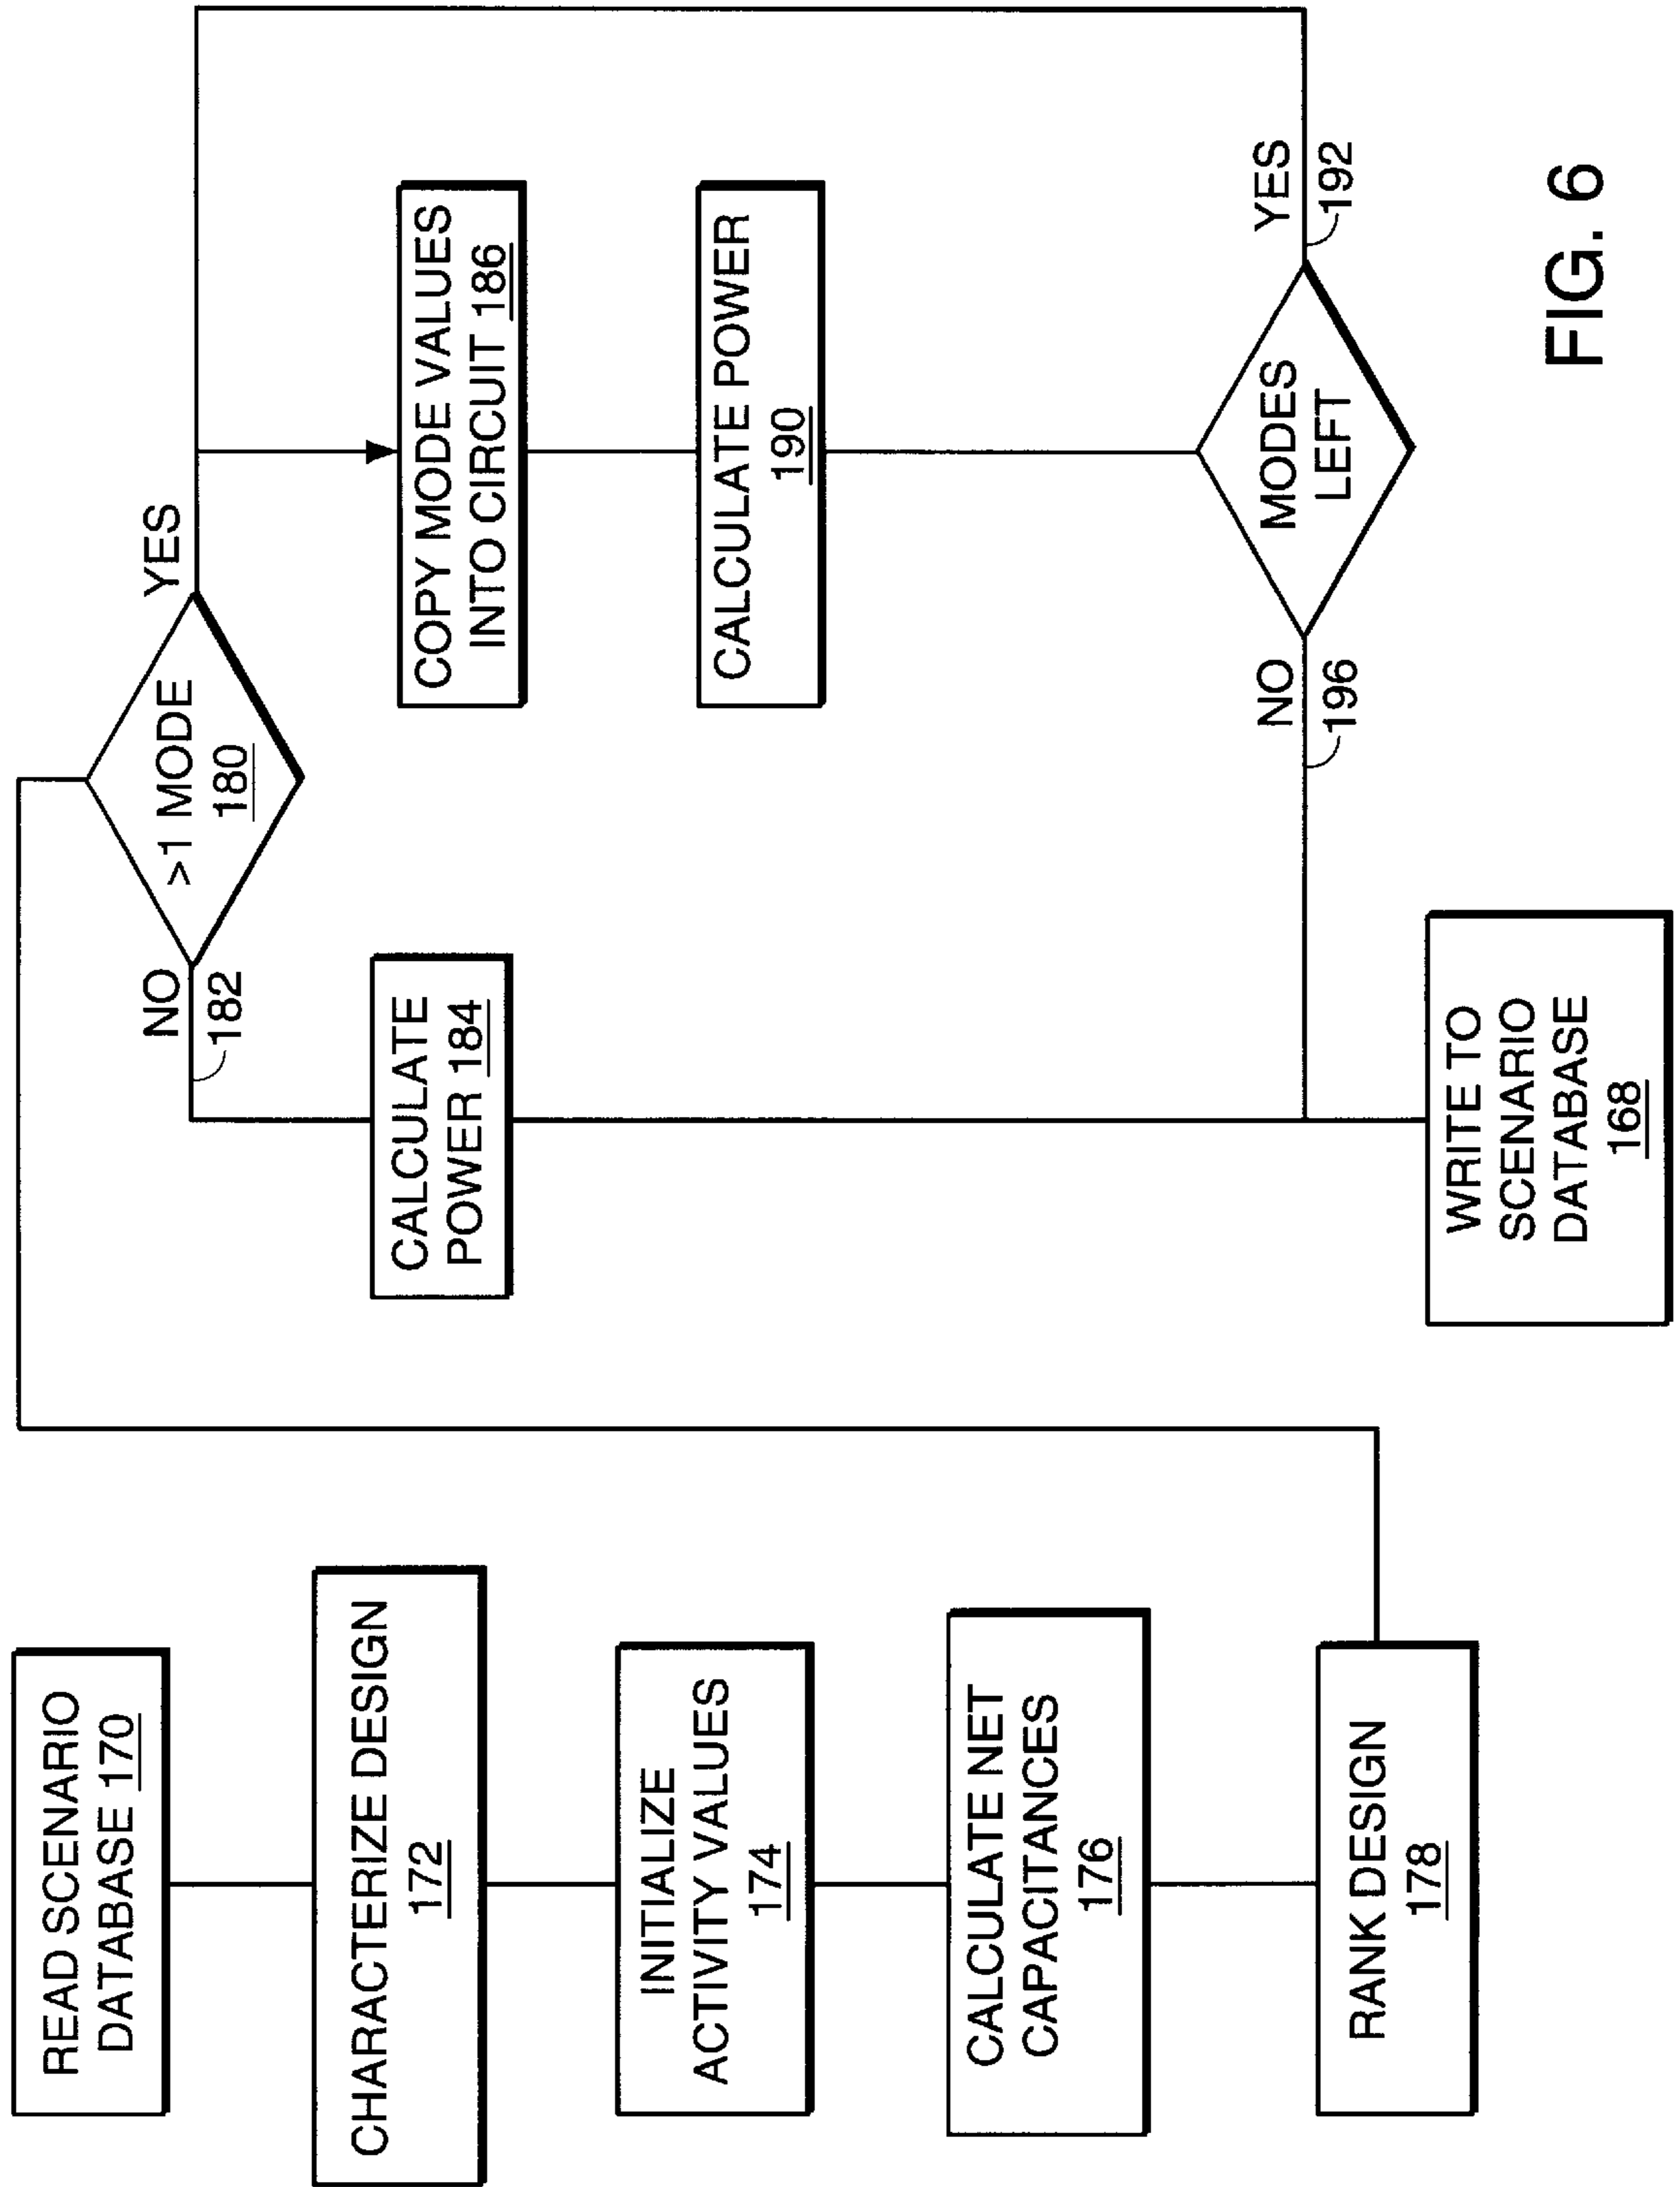 READ SCENARIO
DATABASE 170
CHARACTERIZE DESIGN
172
INITIALIZE
ACTIVITY VALUES
174
CALCULATE NET
CAPACITANCES
176
RANK DESIGN
178
>1 MODE
180
NO
182
YES
CALCULATE
POWER 184
COPY MODE VALUES
INTO CIRCUIT 186
CALCULATE POWER
190
MODES
LEFT
NO
196
YES
192
WRITE TO
SCENARIO
DATABASE
168
FIG. 6